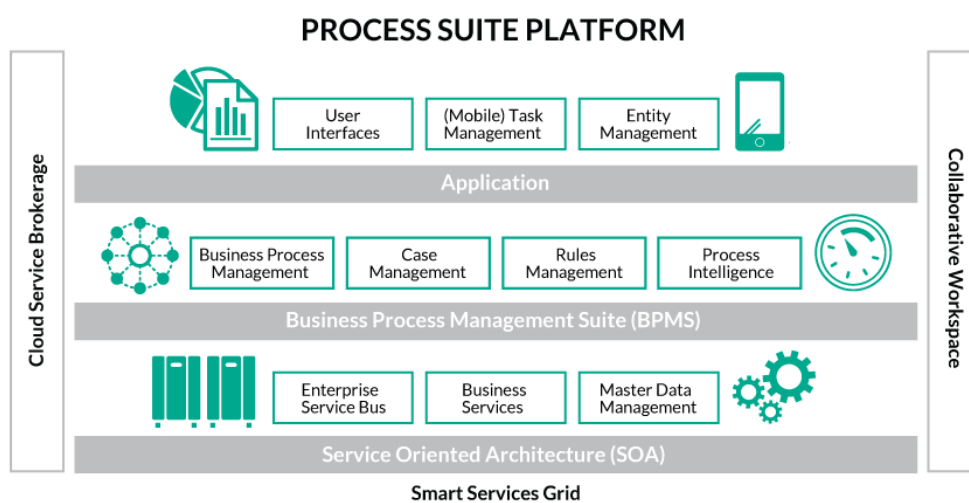 PROCESS SUITE PLATFORM
Cloud Service Brokerage
User
Interfaces
(Mobile) Task
Management
Entity
Management
Application
Business Process
Management
Case
Management
Rules
Management
Process
Intelligence
Business Process Management Suite (BPMS)
Enterprise
Service Bus
Business
Services
Master Data
Management
Service Oriented Architecture (SOA)
Smart Services Grid
Collaborative Workspace